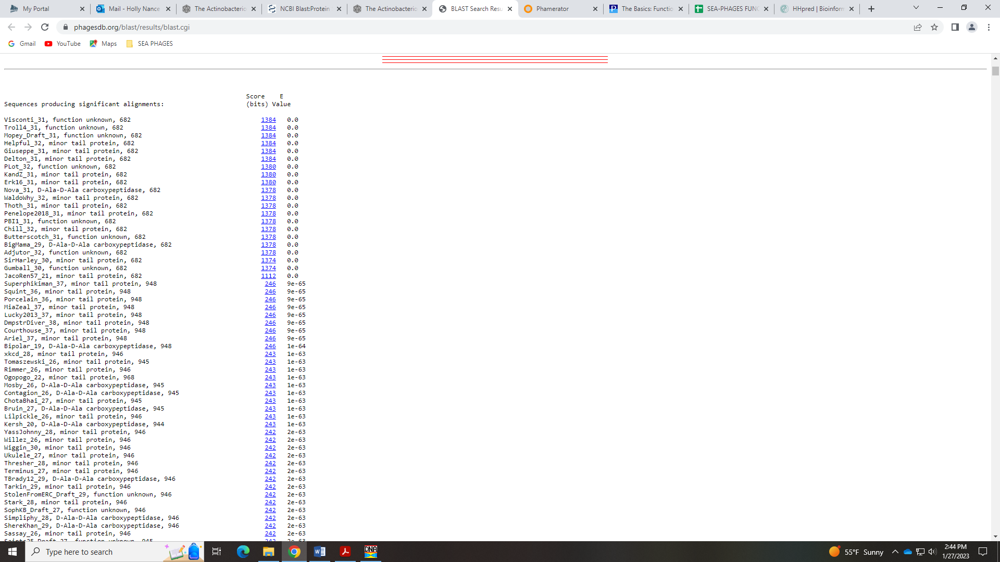 My Portal
Mail - Holly Nance
The Actinobacterio
NCBI Blast:Protein
The Actinobacterio
BLAST Search Resu
Phamerator
The Basics: Functio
SEA-PHAGES FUNC
HHpred | Bioinform
phagesdb.org/blast/results/blast.cgi
Gmail
YouTube
Maps
SEA PHAGES
Score E
Sequences producing significant alignments: (bits) Value
Visconti_31, function unknown, 682 1384 0.0
Troll4_31, function unknown, 682 1384 0.0
Mopey_Draft_31, function unknown, 682 1384 0.0
Helpful_32, minor tail protein, 682 1384 0.0
Giuseppe_31, minor tail protein, 682 1384 0.0
Delton_31, minor tail protein, 682 1384 0.0
PLot_32, function unknown, 682 1380 0.0
KandZ_31, minor tail protein, 682 1380 0.0
Erk16_31, minor tail protein, 682 1380 0.0
Nova_31, D-Ala-D-Ala carboxypeptidase, 682 1378 0.0
WaldoWhy_32, minor tail protein, 682 1378 0.0
Thoth_31, minor tail protein, 682 1378 0.0
Penelope2018_31, minor tail protein, 682 1378 0.0
PBI1_31, function unknown, 682 1378 0.0
Chill_32, minor tail protein, 682 1378 0.0
Butterscotch_31, function unknown, 682 1378 0.0
BigMama_29, D-Ala-D-Ala carboxypeptidase, 682 1378 0.0
Adjutor_32, function unknown, 682 1378 0.0
SirHarley_30, minor tail protein, 682 1374 0.0
Gumball_30, function unknown, 682 1374 0.0
JacoRen57_21, minor tail protein, 682 1112 0.0
Superphikiman_37, minor tail protein, 948 246 9e-65
Squint_36, minor tail protein, 948 246 9e-65
Porcelain_36, minor tail protein, 948 246 9e-65
MiaZeal_37, minor tail protein, 948 246 9e-65
Lucky2013_37, minor tail protein, 948 246 9e-65
DmpstrDiver_38, minor tail protein, 948 246 9e-65
Courthouse_37, minor tail protein, 948 246 9e-65
Ariel_37, minor tail protein, 948 246 9e-65
Bipolar_19, D-Ala-D-Ala carboxypeptidase, 948 246 1e-64
xkcd_28, minor tail protein, 946 243 1e-63
Tomaszewski_26, minor tail protein, 945 243 1e-63
Rimmer_26, minor tail protein, 946 243 1e-63
Ogopogo_22, minor tail protein, 968 243 1e-63
Mosby_26, D-Ala-D-Ala carboxypeptidase, 945 243 1e-63
Contagion_26, D-Ala-D-Ala carboxypeptidase, 945 243 1e-63
ChotaBhai_27, minor tail protein, 945 243 1e-63
Bruin_27, D-Ala-D-Ala carboxypeptidase, 945 243 1e-63
Lilpickle_26, minor tail protein, 946 243 1e-63
Kersh_20, D-Ala-D-Ala carboxypeptidase, 944 243 1e-63
YassJohnny_28, minor tail protein, 946 242 2e-63
Willez_26, minor tail protein, 946 242 2e-63
Wiggin_30, minor tail protein, 946 242 2e-63
Ukulele_27, minor tail protein, 946 242 2e-63
Thresher_28, minor tail protein, 946 242 2e-63
Terminus_27, minor tail protein, 946 242 2e-63
TBrady12_29, D-Ala-D-Ala carboxypeptidase, 946 242 2e-63
Tarkin_29, minor tail protein, 946 242 2e-63
StolenFromERC_Draft_29, function unknown, 946 242 2e-63
Stark_28, minor tail protein, 946 242 2e-63
SophKB_Draft_27, function unknown, 946 242 2e-63
Simpliphy_28, D-Ala-D-Ala carboxypeptidase, 946 242 2e-63
ShereKhan_29, D-Ala-D-Ala carboxypeptidase, 946 242 2e-63
Sassay_26, minor tail protein, 946 242 2e-63
Saints25_Draft_27, function unknown, 945 242 2e-63
Type here to search
DNA
55°F Sunny
2:44 PM
1/27/2023